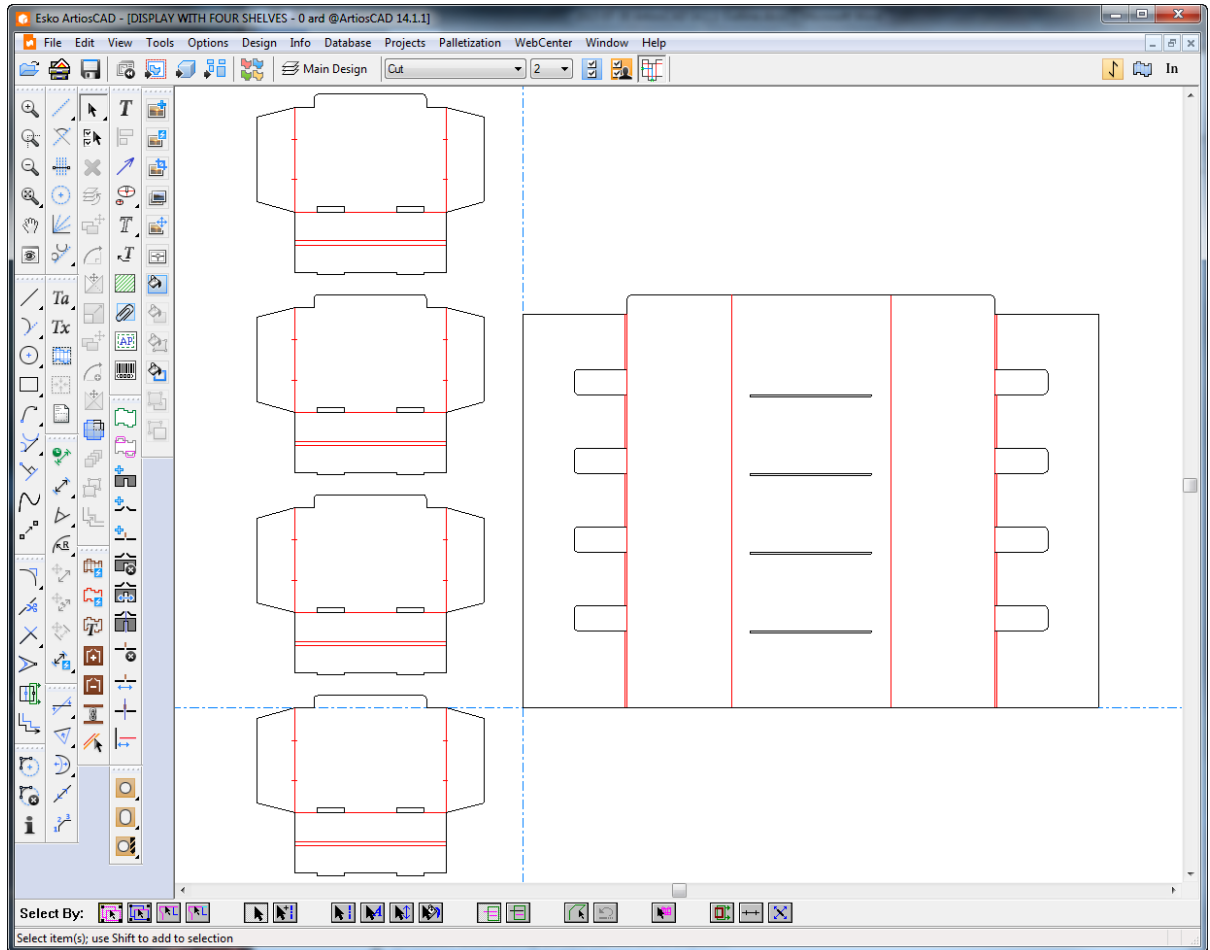 Esko ArtiosCAD - [DISPLAY WITH FOUR SHELVES - 0 ard @ArtiosCAD 14.1.1]
File Edit View Tools Options Design Info Database Projects Palletization WebCenter Window Help
Main Design Cut 2 In
T
T
T
Ta
Tx
AP
R
T
Select By:
Select item(s); use Shift to add to selection